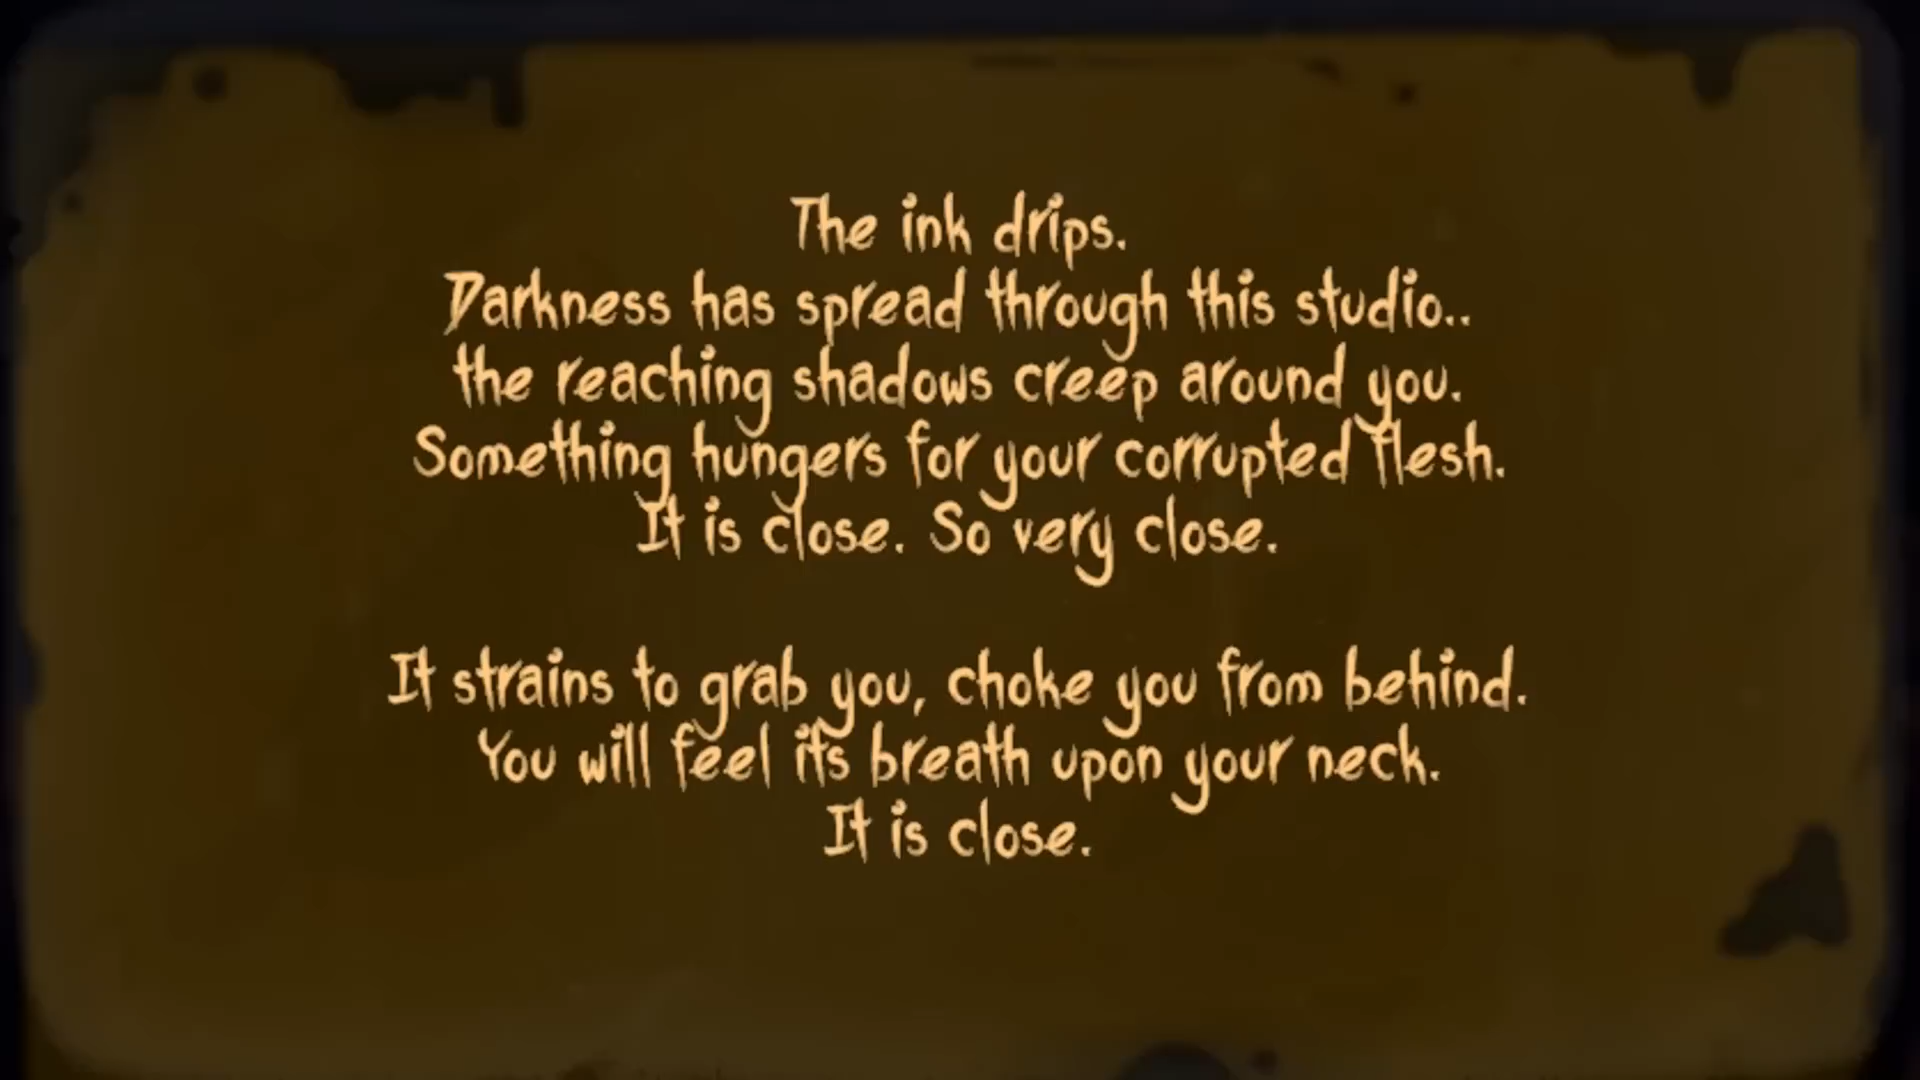 The ink drips.
Darkness has spread through this studio..
the reaching shadows creep around you.
Something hungers for your corrupted flesh.
It is close. So very close.
It strains to grab you, choke you from behind.
You will feel its breath upon your neck.
It is close.